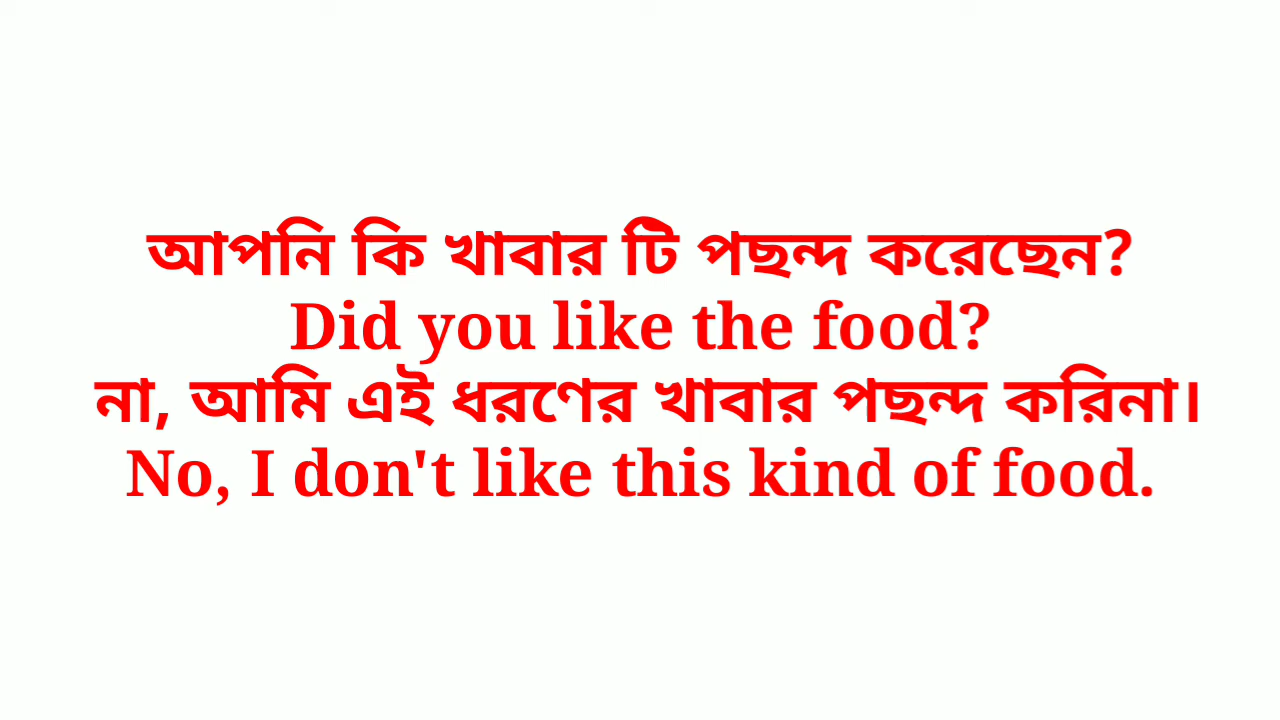 আপনি কি খাবার টি পছন্দ করেছেন?
Did you like the food?
না, আমি এই ধরণের খাবার পছন্দ করিনা।
No, I don't like this kind of food.